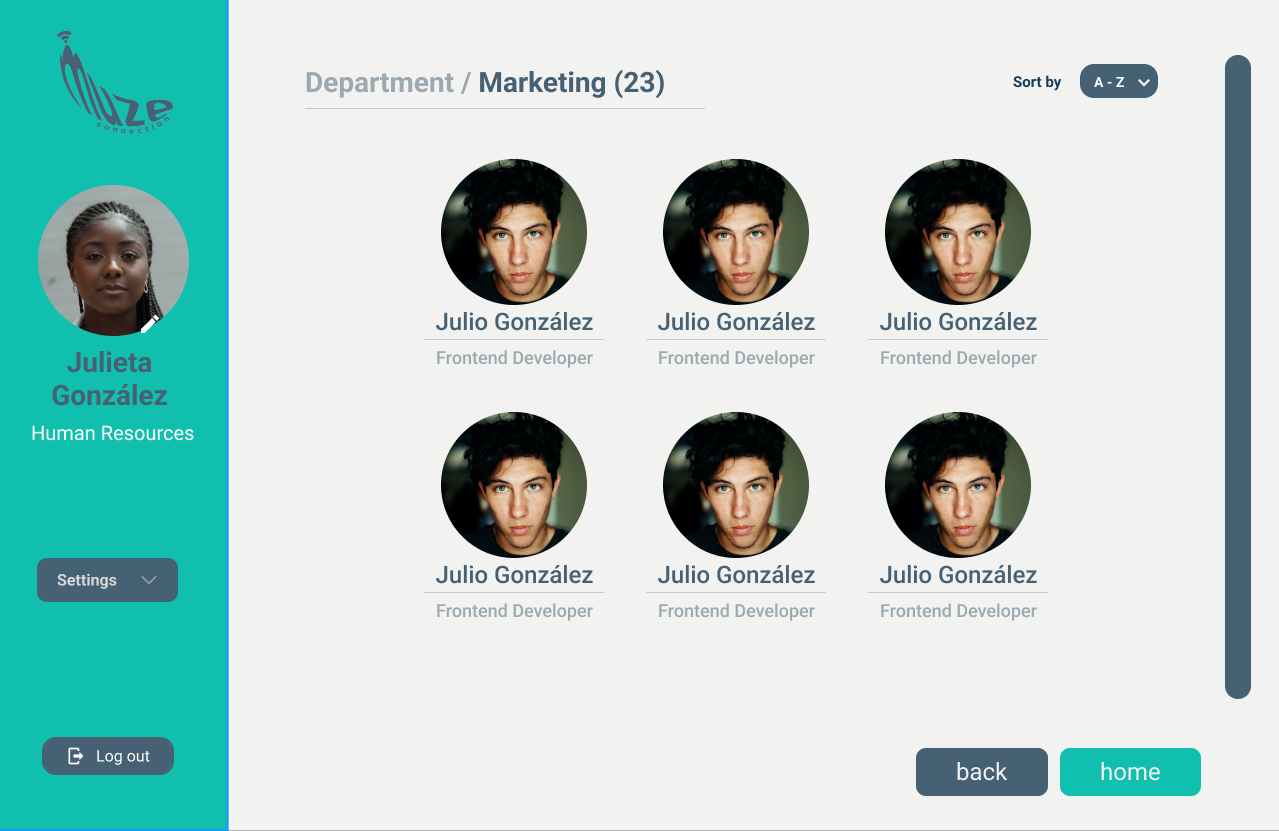 muze
connection
Julieta
González
Human Resources
Settings
Log out
Department / Marketing (23)
Sort by
A - Z
Julio González
Frontend Developer
Julio González
Frontend Developer
Julio González
Frontend Developer
Julio González
Frontend Developer
Julio González
Frontend Developer
Julio González
Frontend Developer
back
home